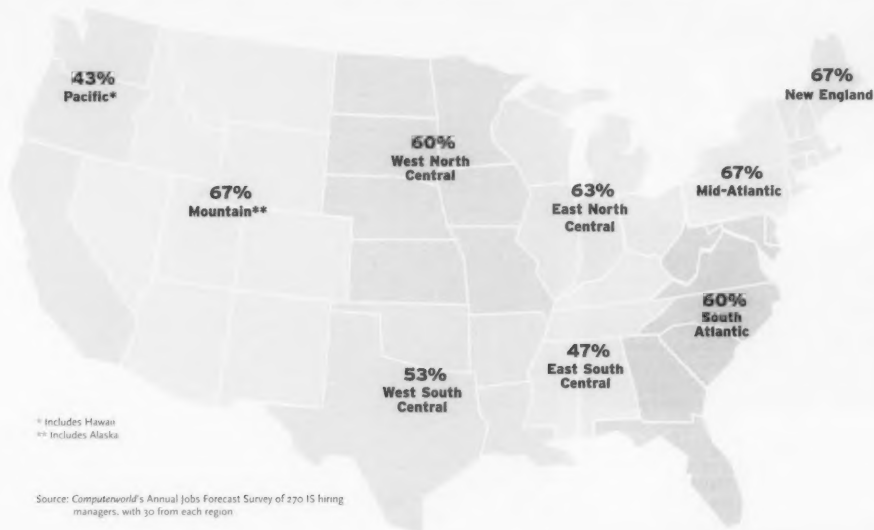 43%
Pacific*
67%
New England
60%
West North
Central
67%
Mountain**
63%
East North
Central
67%
Mid-Atlantic
60%
South
Atlantic
47%
East South
Central
53%
West South
Central
* Includes Hawaii
** Includes Alaska
Source: Computerworld's Annual Jobs Forecast Survey of 270 IS hiring
managers, with 30 from each region